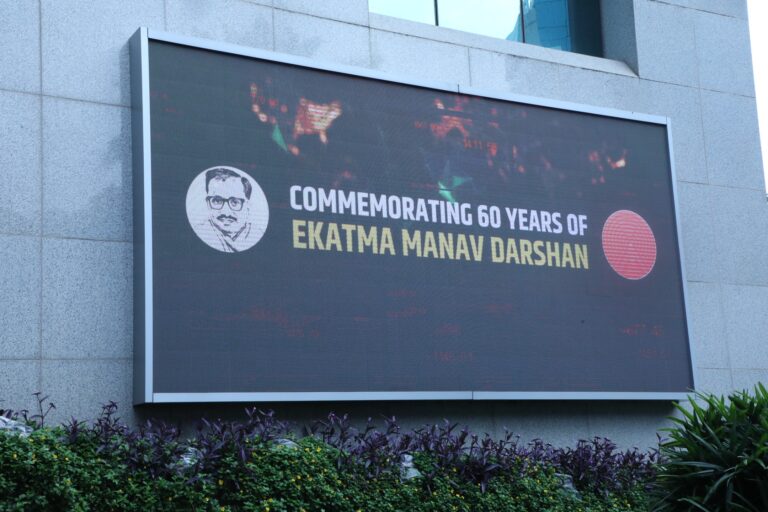 COMMEMORATING 60 YEARS OF
EKATMA MANAV DARSHAN